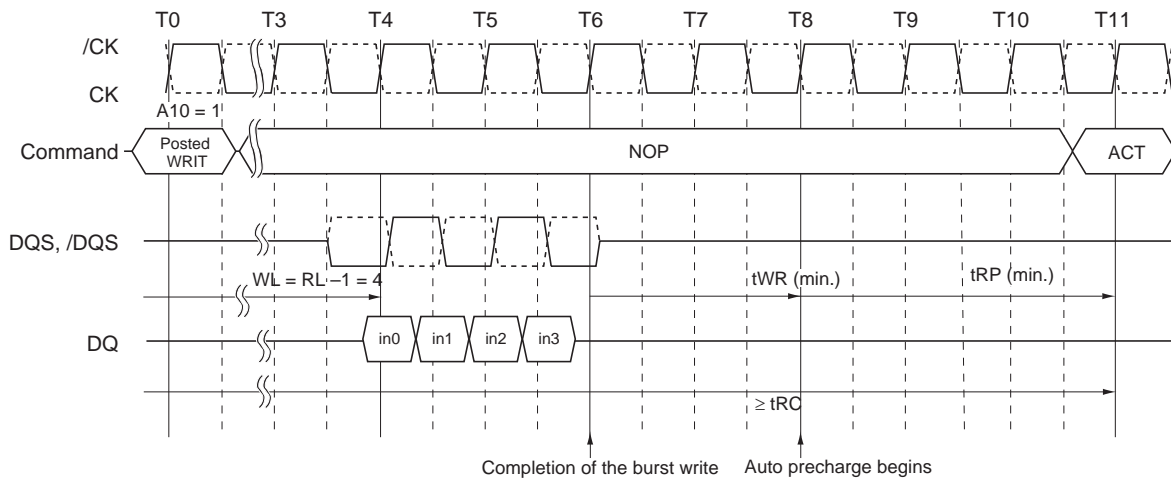 T0 T3 T4 T5 T6 T7 T8 T9 T10 T11
/CK
CK
A10 = 1
Command
Posted
WRIT
NOP
ACT
DQS, /DQS
WL = RL –1 = 4
tWR (min.)
tRP (min.)
DQ
in0 in1 in2 in3
≥ tRC
Completion of the burst write
Auto precharge begins